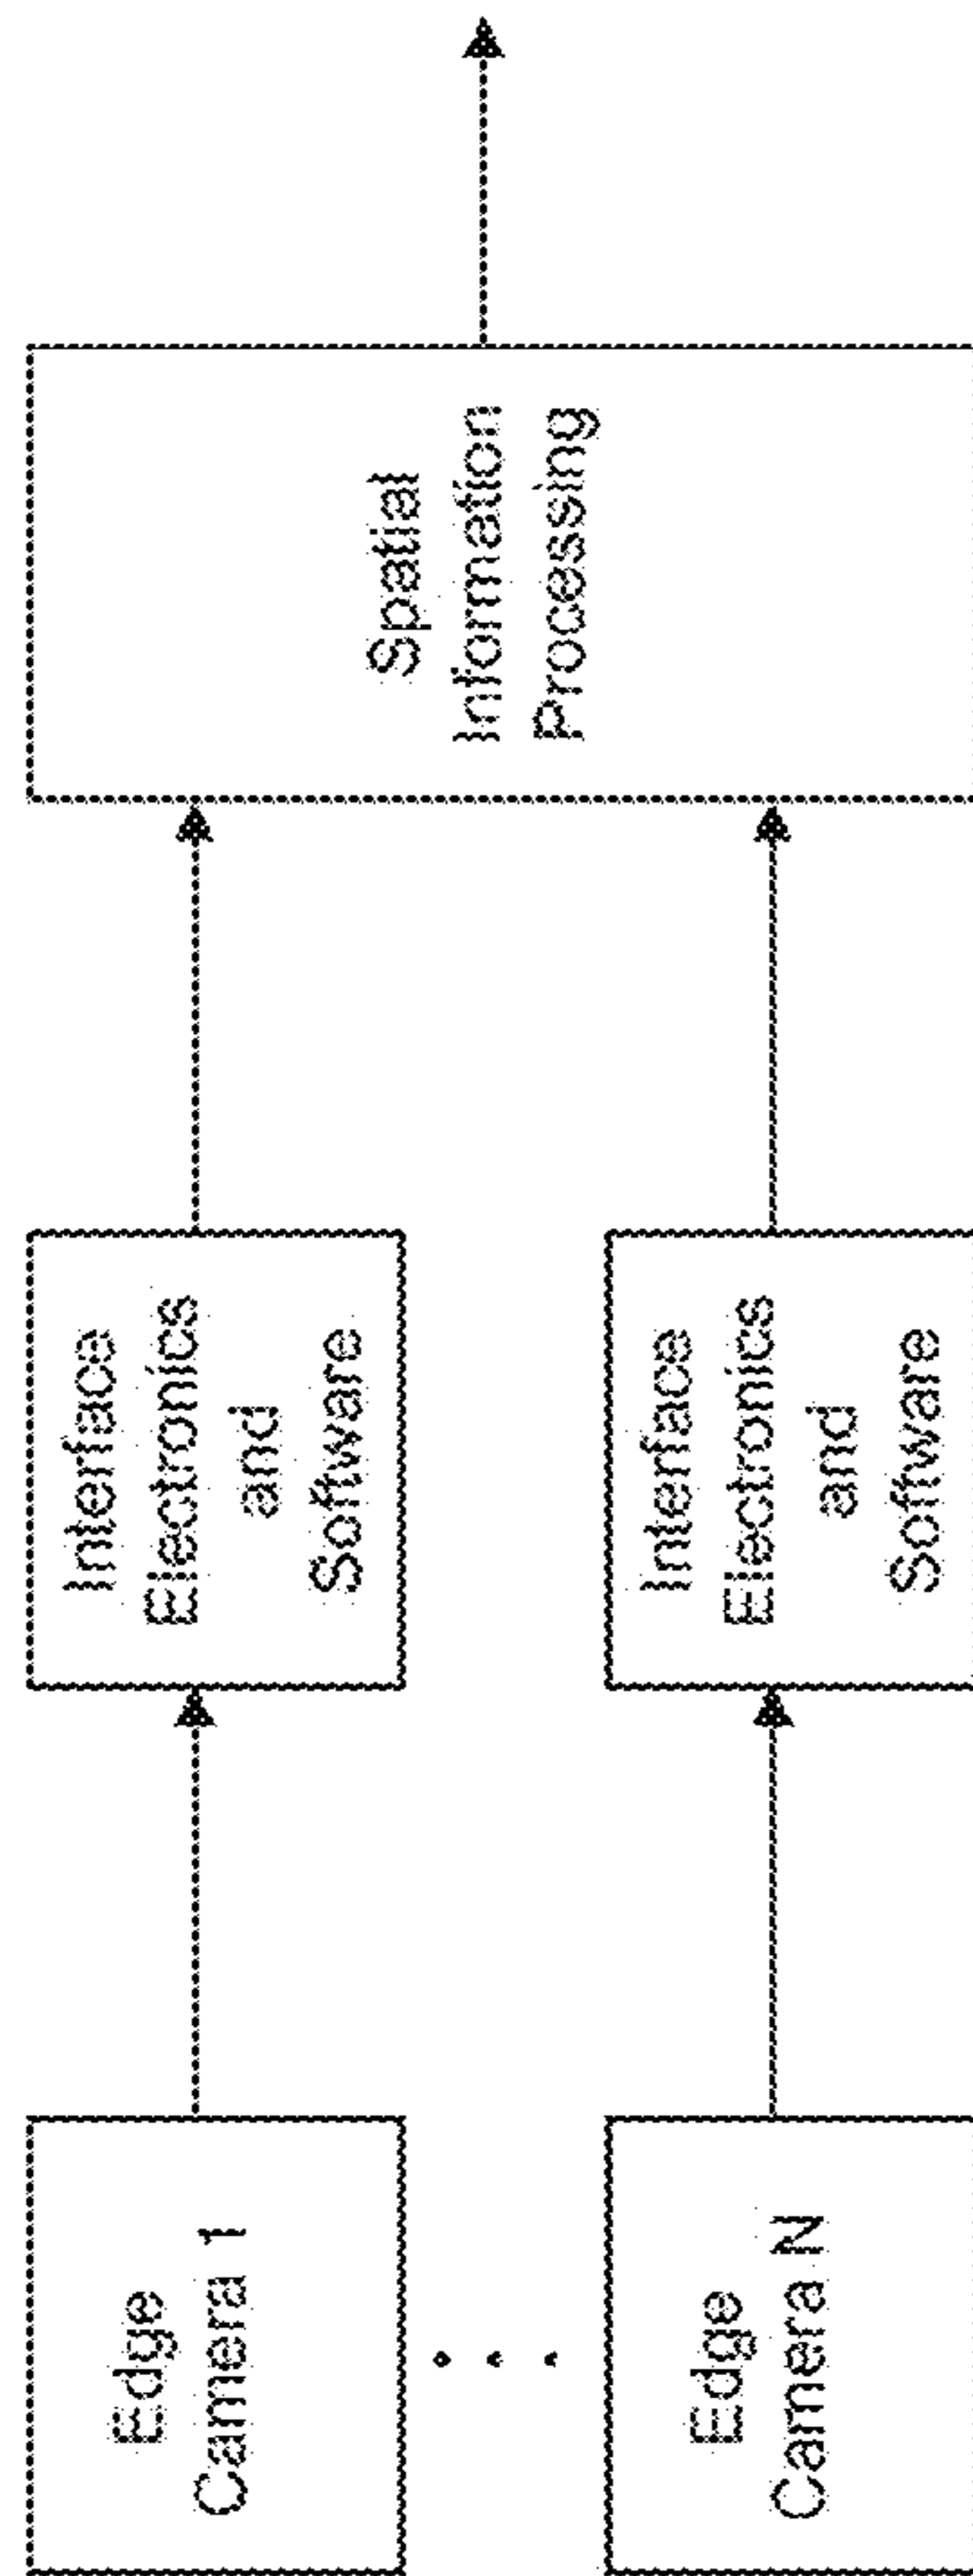 Edge
Camera 1
Interface
Electronics
and
Software
Spatial
Information
Processing
Edge
Camera N
Interface
Electronics
and
Software